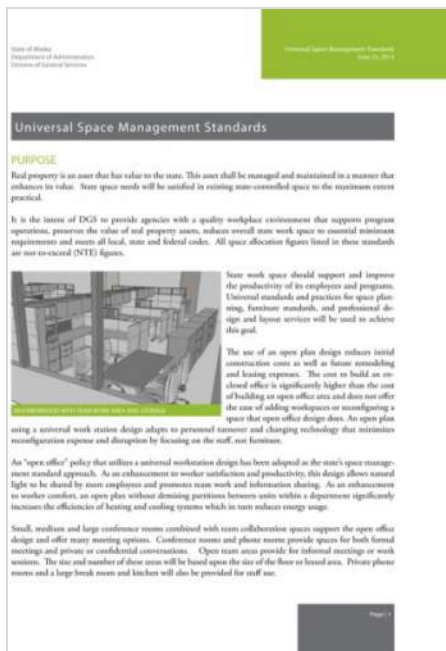 State of Alaska
Department of Administration
Division of General Services
Universal Space Management Standards
June 25, 2013
Universal Space Management Standards
PURPOSE
Real property is an asset that has value to the state. This asset shall be managed and maintained in a manner that
enhances its value. State space needs will be satisfied in existing state-controlled space to the maximum extent
practical.
It is the intent of DGS to provide agencies with a quality workplace environment that supports program
operations, preserves the value of real property assets, reduces overall state work space to essential minimum
requirements and meets all local, state and federal codes. All space allocation figures listed in these standards
are not-to-exceed (NTE) figures.
State work space should support and improve
the productivity of its employees and programs.
Universal standards and practices for space plan-
ning, furniture standards, and professional de-
sign and layout services will be used to achieve
this goal.
The use of an open plan design reduces initial
construction costs as well as future remodeling
and leasing expenses. The cost to build an en-
closed office is significantly higher than the cost
of building an open office area and does not offer
the ease of adding workspaces or reconfiguring a
space that open office design does. An open plan
NEIGHBORHOOD WITH TEAM WORK AREA AND STORAGE
using a universal work station design adapts to personnel turnover and changing technology that minimizes
reconfiguration expense and disruption by focusing on the staff, not furniture.
An "open office" policy that utilizes a universal workstation design has been adopted as the state's space manage-
ment standard approach. As an enhancement to worker satisfaction and productivity, this design allows natural
light to be shared by more employees and promotes team work and information sharing. As an enhancement
to worker comfort, an open plan without demising partitions between units within a department significantly
increases the efficiencies of heating and cooling systems which in turn reduces energy usage.
Small, medium and large conference rooms combined with team collaboration spaces support the open office
design and offer many meeting options. Conference rooms and phone rooms provide spaces for both formal
meetings and private or confidential conversations. Open team areas provide for informal meetings or work
sessions. The size and number of these areas will be based upon the size of the floor or leased area. Private phone
rooms and a large break room and kitchen will also be provided for staff use.
Page | 1